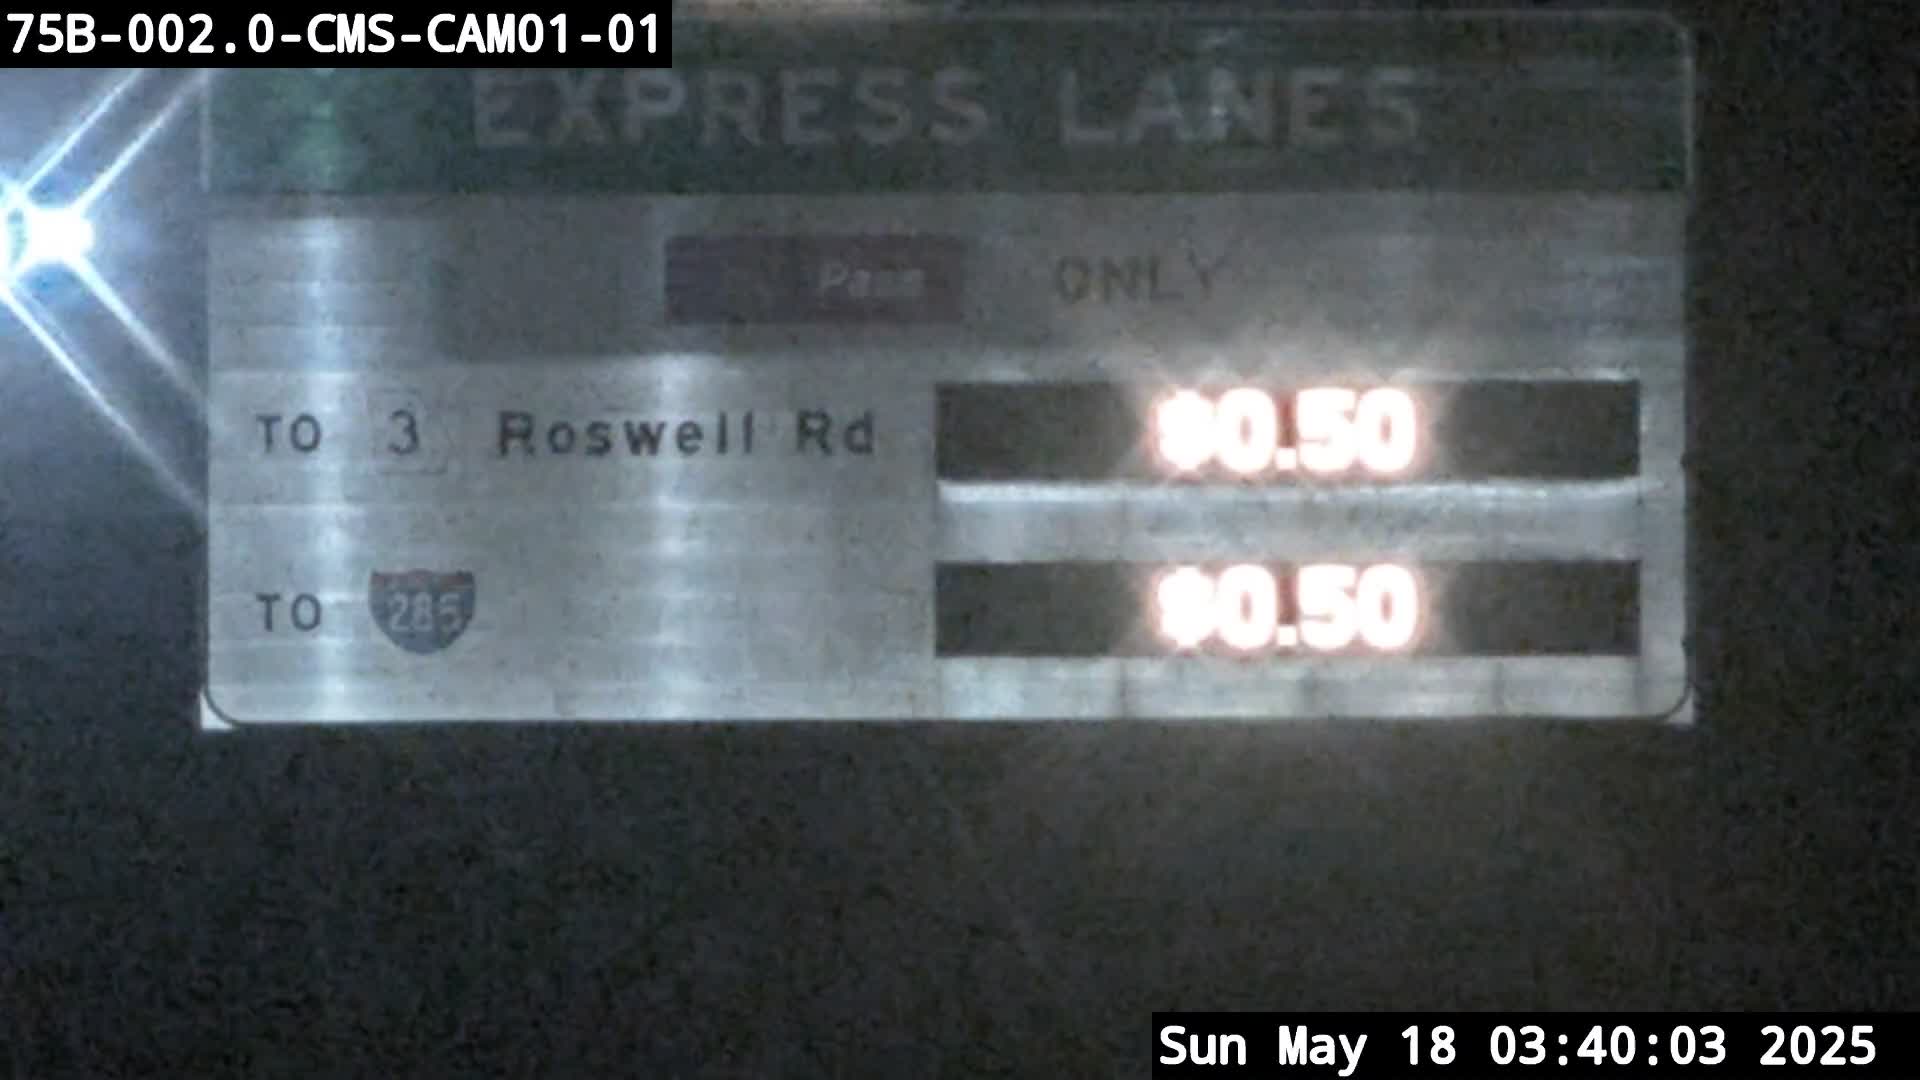 75B-002.0-CMS-CAM01-01
EXPRESS LANES
Pass ONLY
TO 3 Roswell Rd $0.50
TO 285 $0.50
Sun May 18 03:40:03 2025